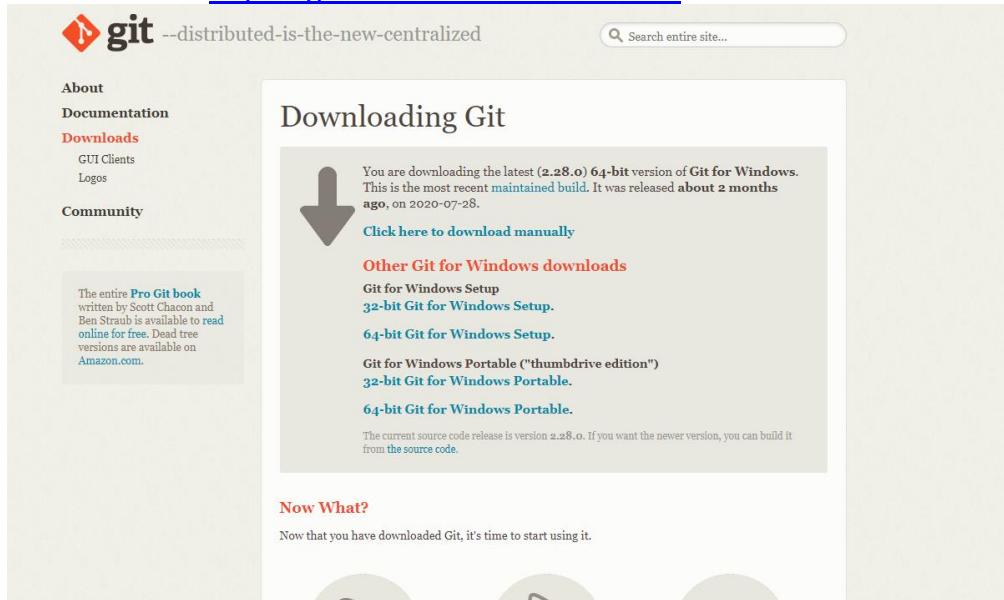 git --distributed-is-the-new-centralized
Search entire site...
About
Documentation
Downloads
GUI Clients
Logos
Community
The entire Pro Git book
written by Scott Chacon and
Ben Straub is available to read
online for free. Dead tree
versions are available on
Amazon.com.
Downloading Git
You are downloading the latest (2.28.0) 64-bit version of Git for Windows.
This is the most recent maintained build. It was released about 2 months
ago, on 2020-07-28.
Click here to download manually
Other Git for Windows downloads
Git for Windows Setup
32-bit Git for Windows Setup.
64-bit Git for Windows Setup.
Git for Windows Portable ("thumbdrive edition")
32-bit Git for Windows Portable.
64-bit Git for Windows Portable.
The current source code release is version 2.28.0. If you want the newer version, you can build it
from the source code.
Now What?
Now that you have downloaded Git, it's time to start using it.